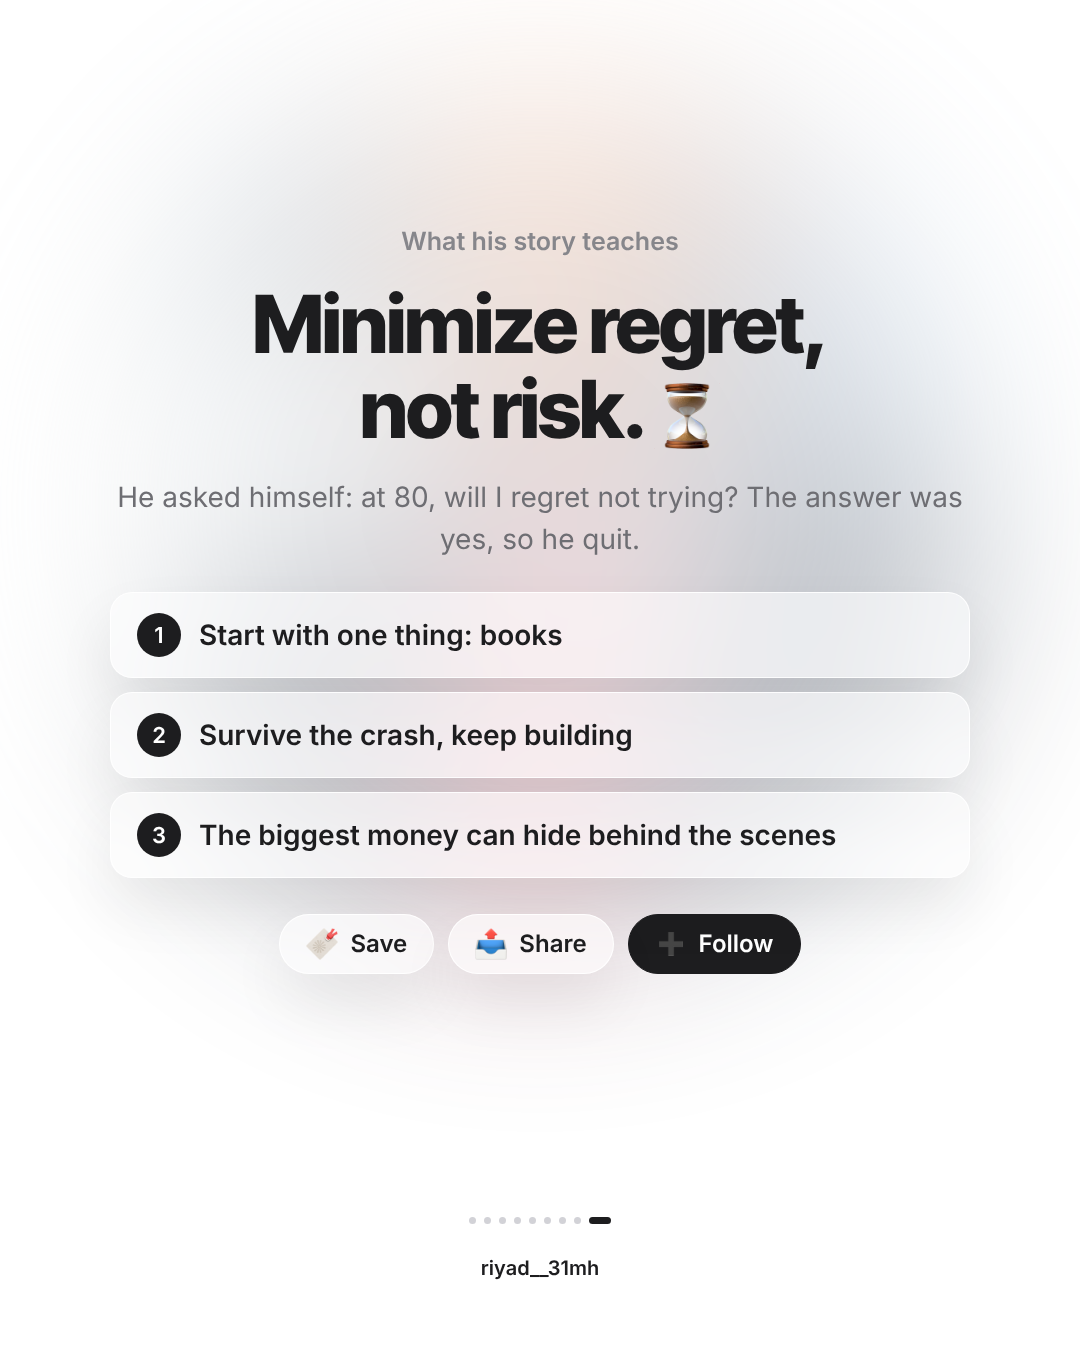 What his story teaches
Minimize regret,
not risk. ⏳
He asked himself: at 80, will I regret not trying? The answer was
yes, so he quit.
1 Start with one thing: books
2 Survive the crash, keep building
3 The biggest money can hide behind the scenes
Save Share Follow
riyad__31mh